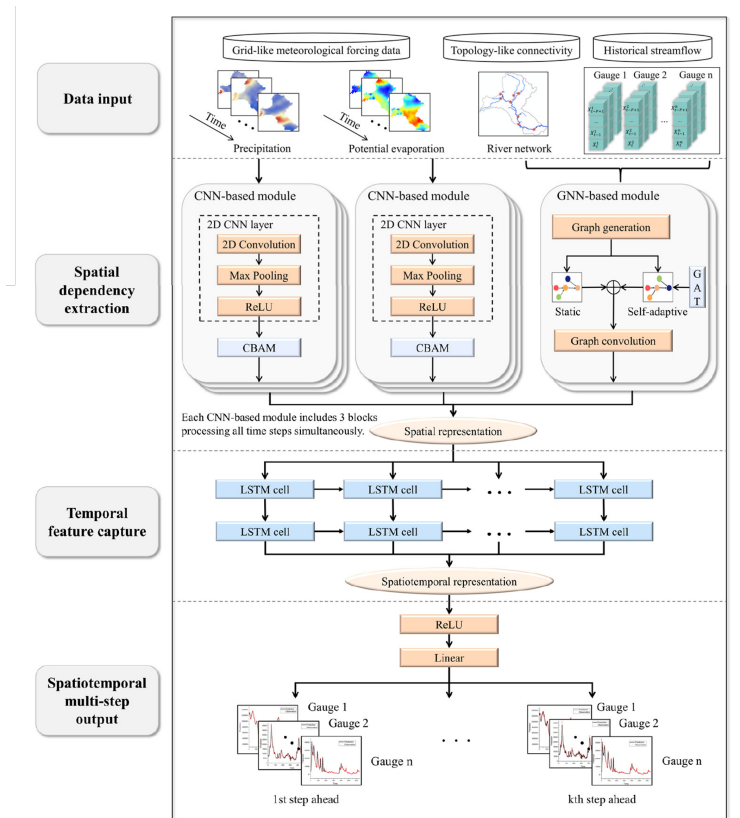 Grid-like meteorological forcing data
Topology-like connectivity
Historical streamflow
Gauge 1 Gauge 2 Gauge n
Data input
Time
Time
...
Precipitation
Potential evaporation
River network
CNN-based module
CNN-based module
GNN-based module
2D CNN layer
2D CNN layer
2D Convolution
2D Convolution
Graph generation
Max Pooling
Max Pooling
ReLU
ReLU
GAT
Static
Self-adaptive
Spatial
dependency
extraction
CBAM
CBAM
Graph convolution
Each CNN-based module includes 3 blocks
processing all time steps simultaneously.
Spatial representation
LSTM cell
LSTM cell
...
LSTM cell
Temporal
feature capture
LSTM cell
LSTM cell
...
LSTM cell
Spatiotemporal representation
ReLU
Linear
Spatiotemporal
multi-step
output
Gauge 1
Gauge 2
Gauge n
...
Gauge 1
Gauge 2
Gauge n
1st step ahead
kth step ahead